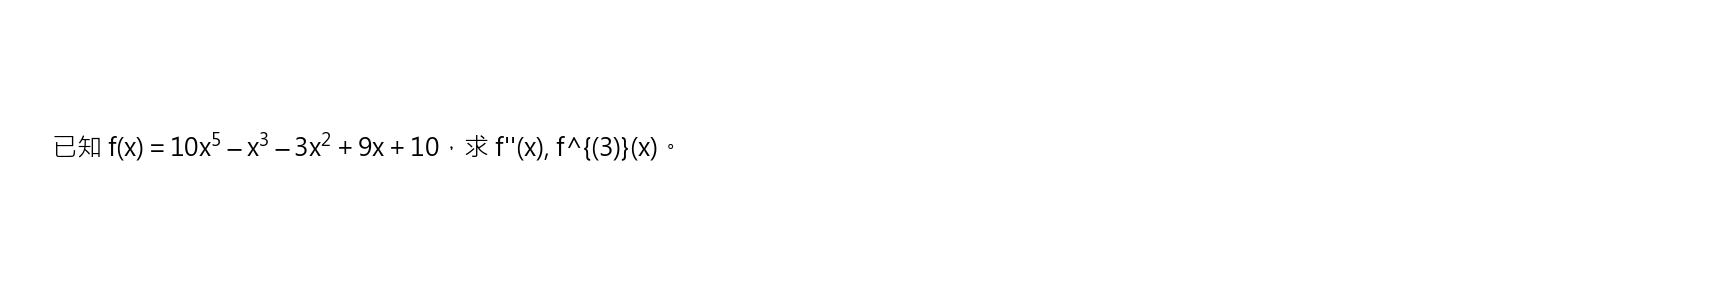 已知 f(x) = 10x⁵ – x³ – 3x² + 9x + 10，求 f''(x), f^{(3)}(x)。